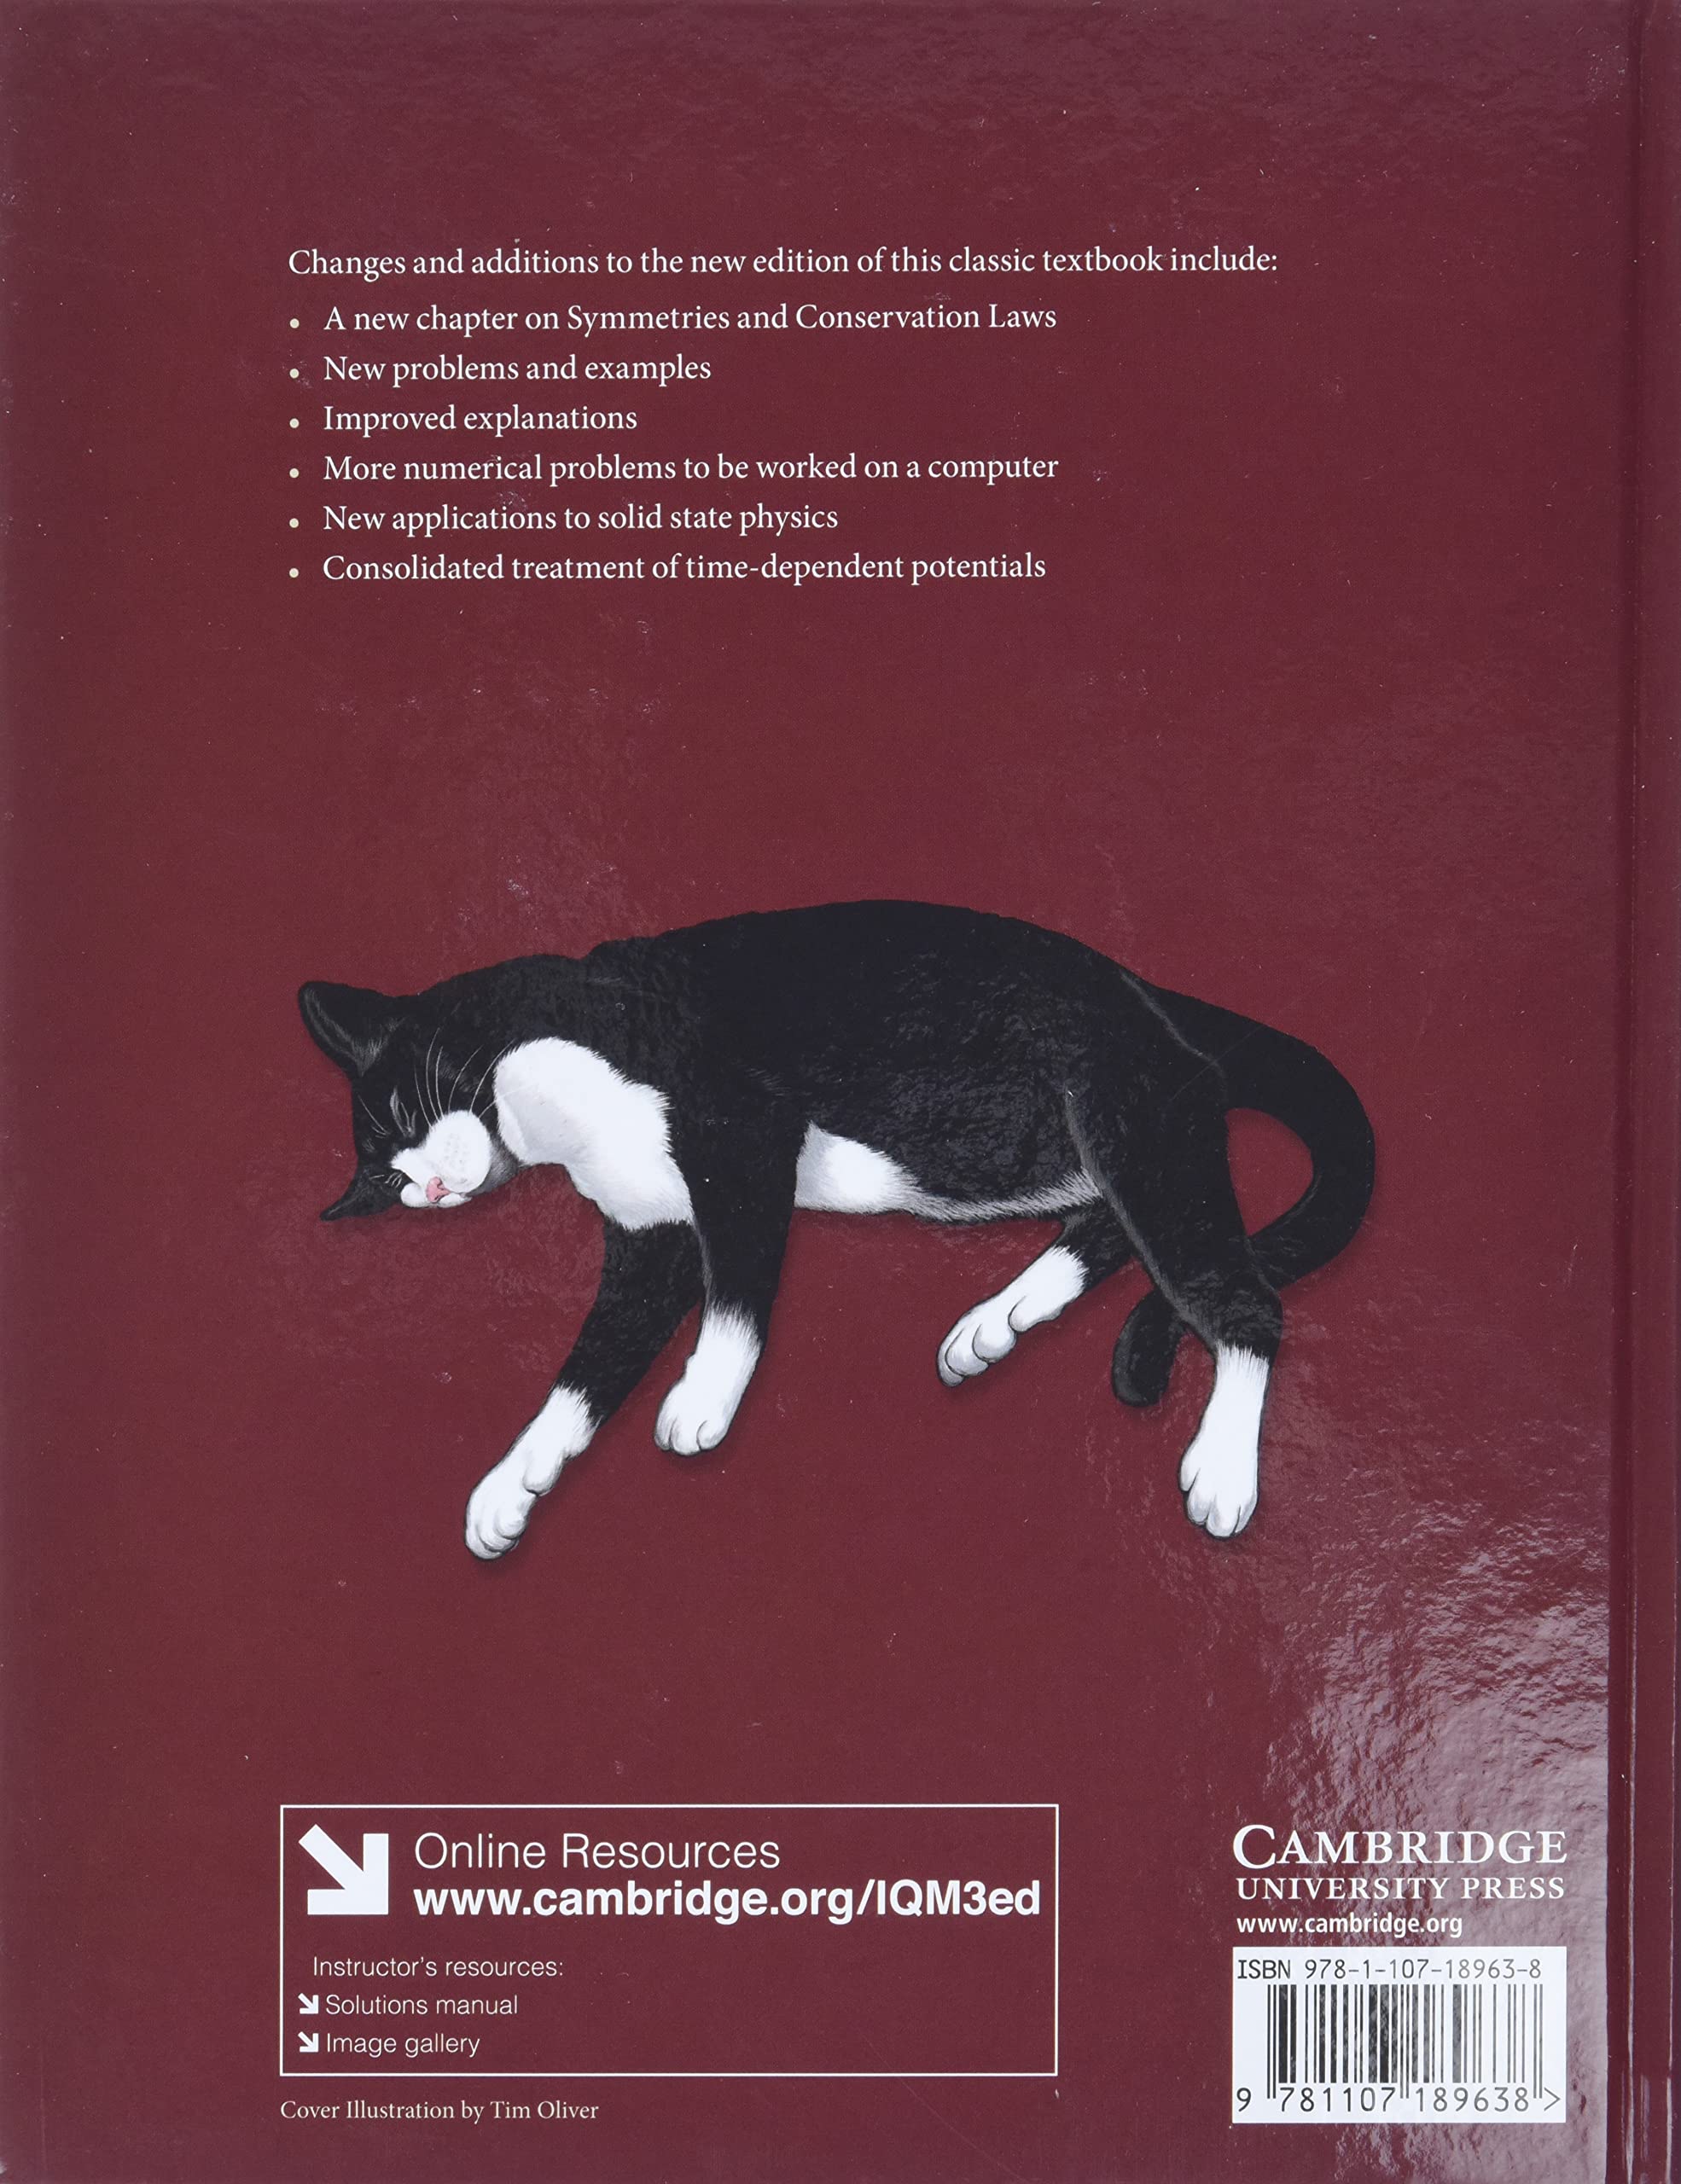 Changes and additions to the new edition of this classic textbook include:
• A new chapter on Symmetries and Conservation Laws
• New problems and examples
• Improved explanations
• More numerical problems to be worked on a computer
• New applications to solid state physics
• Consolidated treatment of time-dependent potentials
Online Resources
www.cambridge.org/IQM3ed
Instructor's resources:
Solutions manual
Image gallery
Cover Illustration by Tim Oliver
CAMBRIDGE
UNIVERSITY PRESS
www.cambridge.org
ISBN 978-1-107-18963-8
9 781107 189638 >